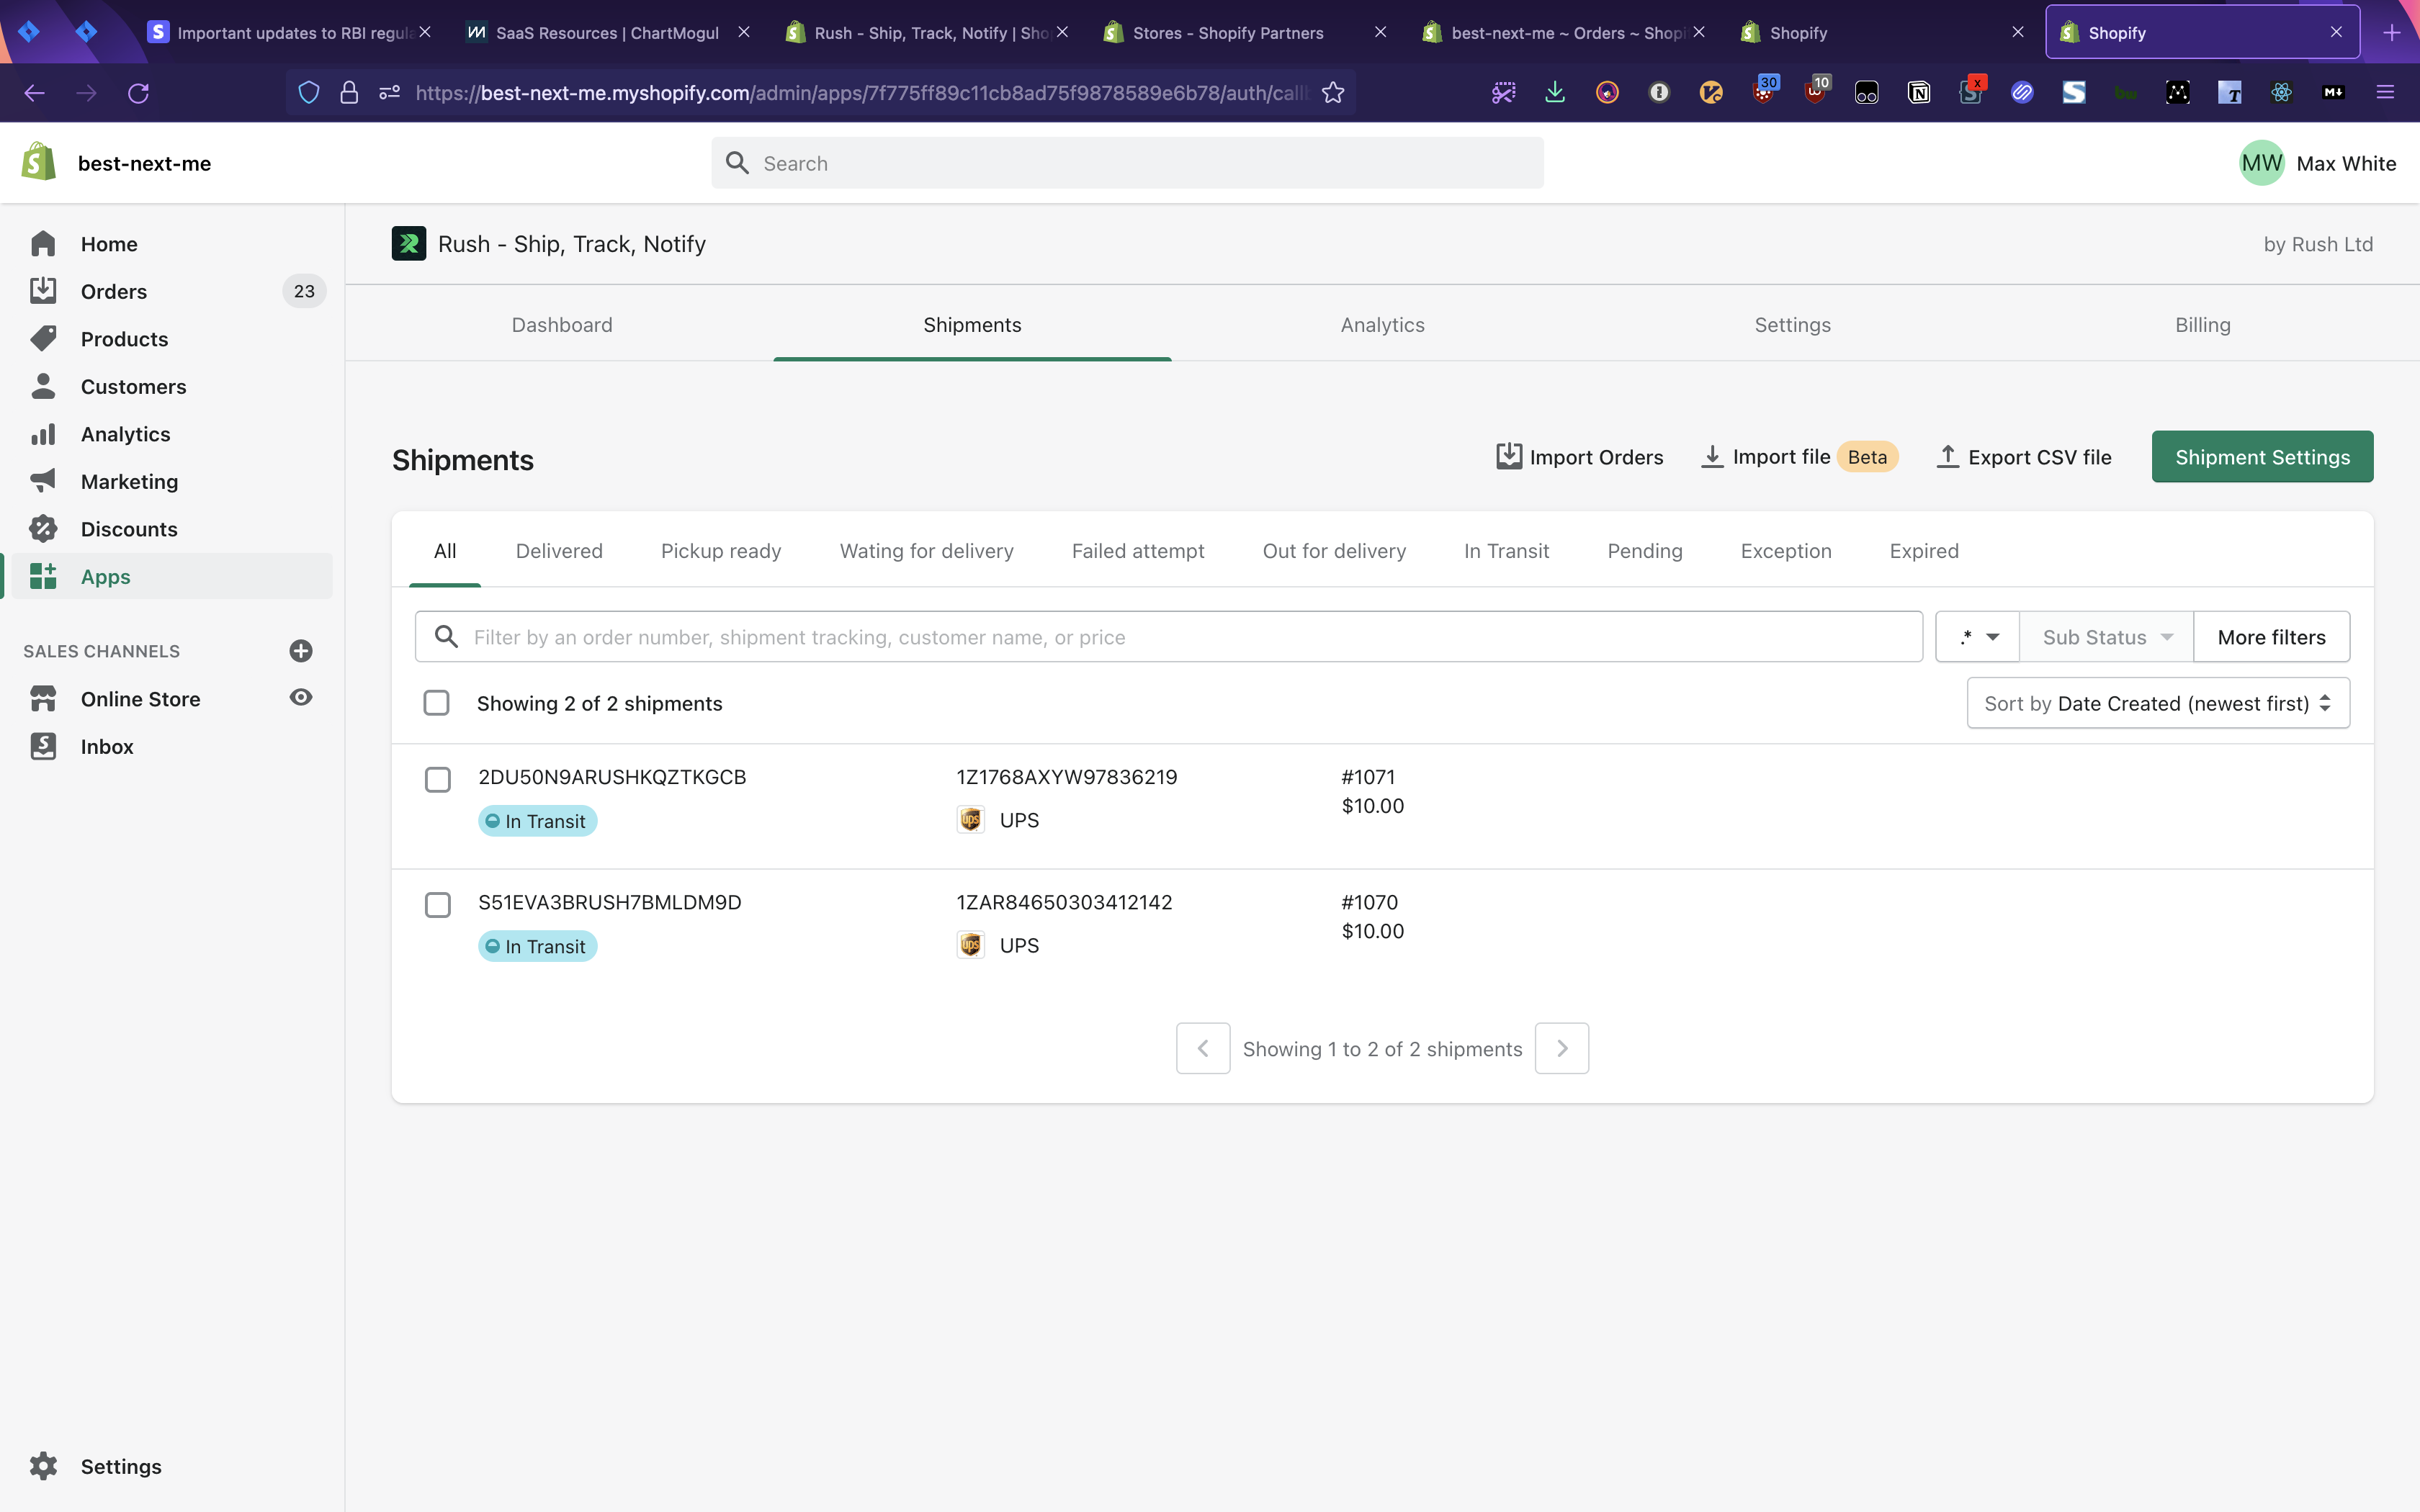 S Important updates to RBI regula
SaaS Resources | ChartMogul
Rush - Ship, Track, Notify | Sho
Stores - Shopify Partners
best-next-me ~ Orders ~ Shopi
Shopify
Shopify
https://best-next-me.myshopify.com/admin/apps/7f775ff89c11cb8ad75f9878589e6b78/auth/call
30
10
x
best-next-me
Search
MW Max White
Home
Orders 23
Products
Customers
Analytics
Marketing
Discounts
Apps
SALES CHANNELS
Online Store
Inbox
Settings
Rush - Ship, Track, Notify
by Rush Ltd
Dashboard Shipments Analytics Settings Billing
Shipments
Import Orders Import file Beta Export CSV file Shipment Settings
All Delivered Pickup ready Wating for delivery Failed attempt Out for delivery In Transit Pending Exception Expired
Filter by an order number, shipment tracking, customer name, or price
.* Sub Status More filters
Showing 2 of 2 shipments
Sort by Date Created (newest first)
2DU50N9ARUSHKQZTKGCB 1Z1768AXYW97836219 #1071
$10.00
In Transit ups UPS
S51EVA3BRUSH7BMLDM9D 1ZAR84650303412142 #1070
$10.00
In Transit ups UPS
Showing 1 to 2 of 2 shipments